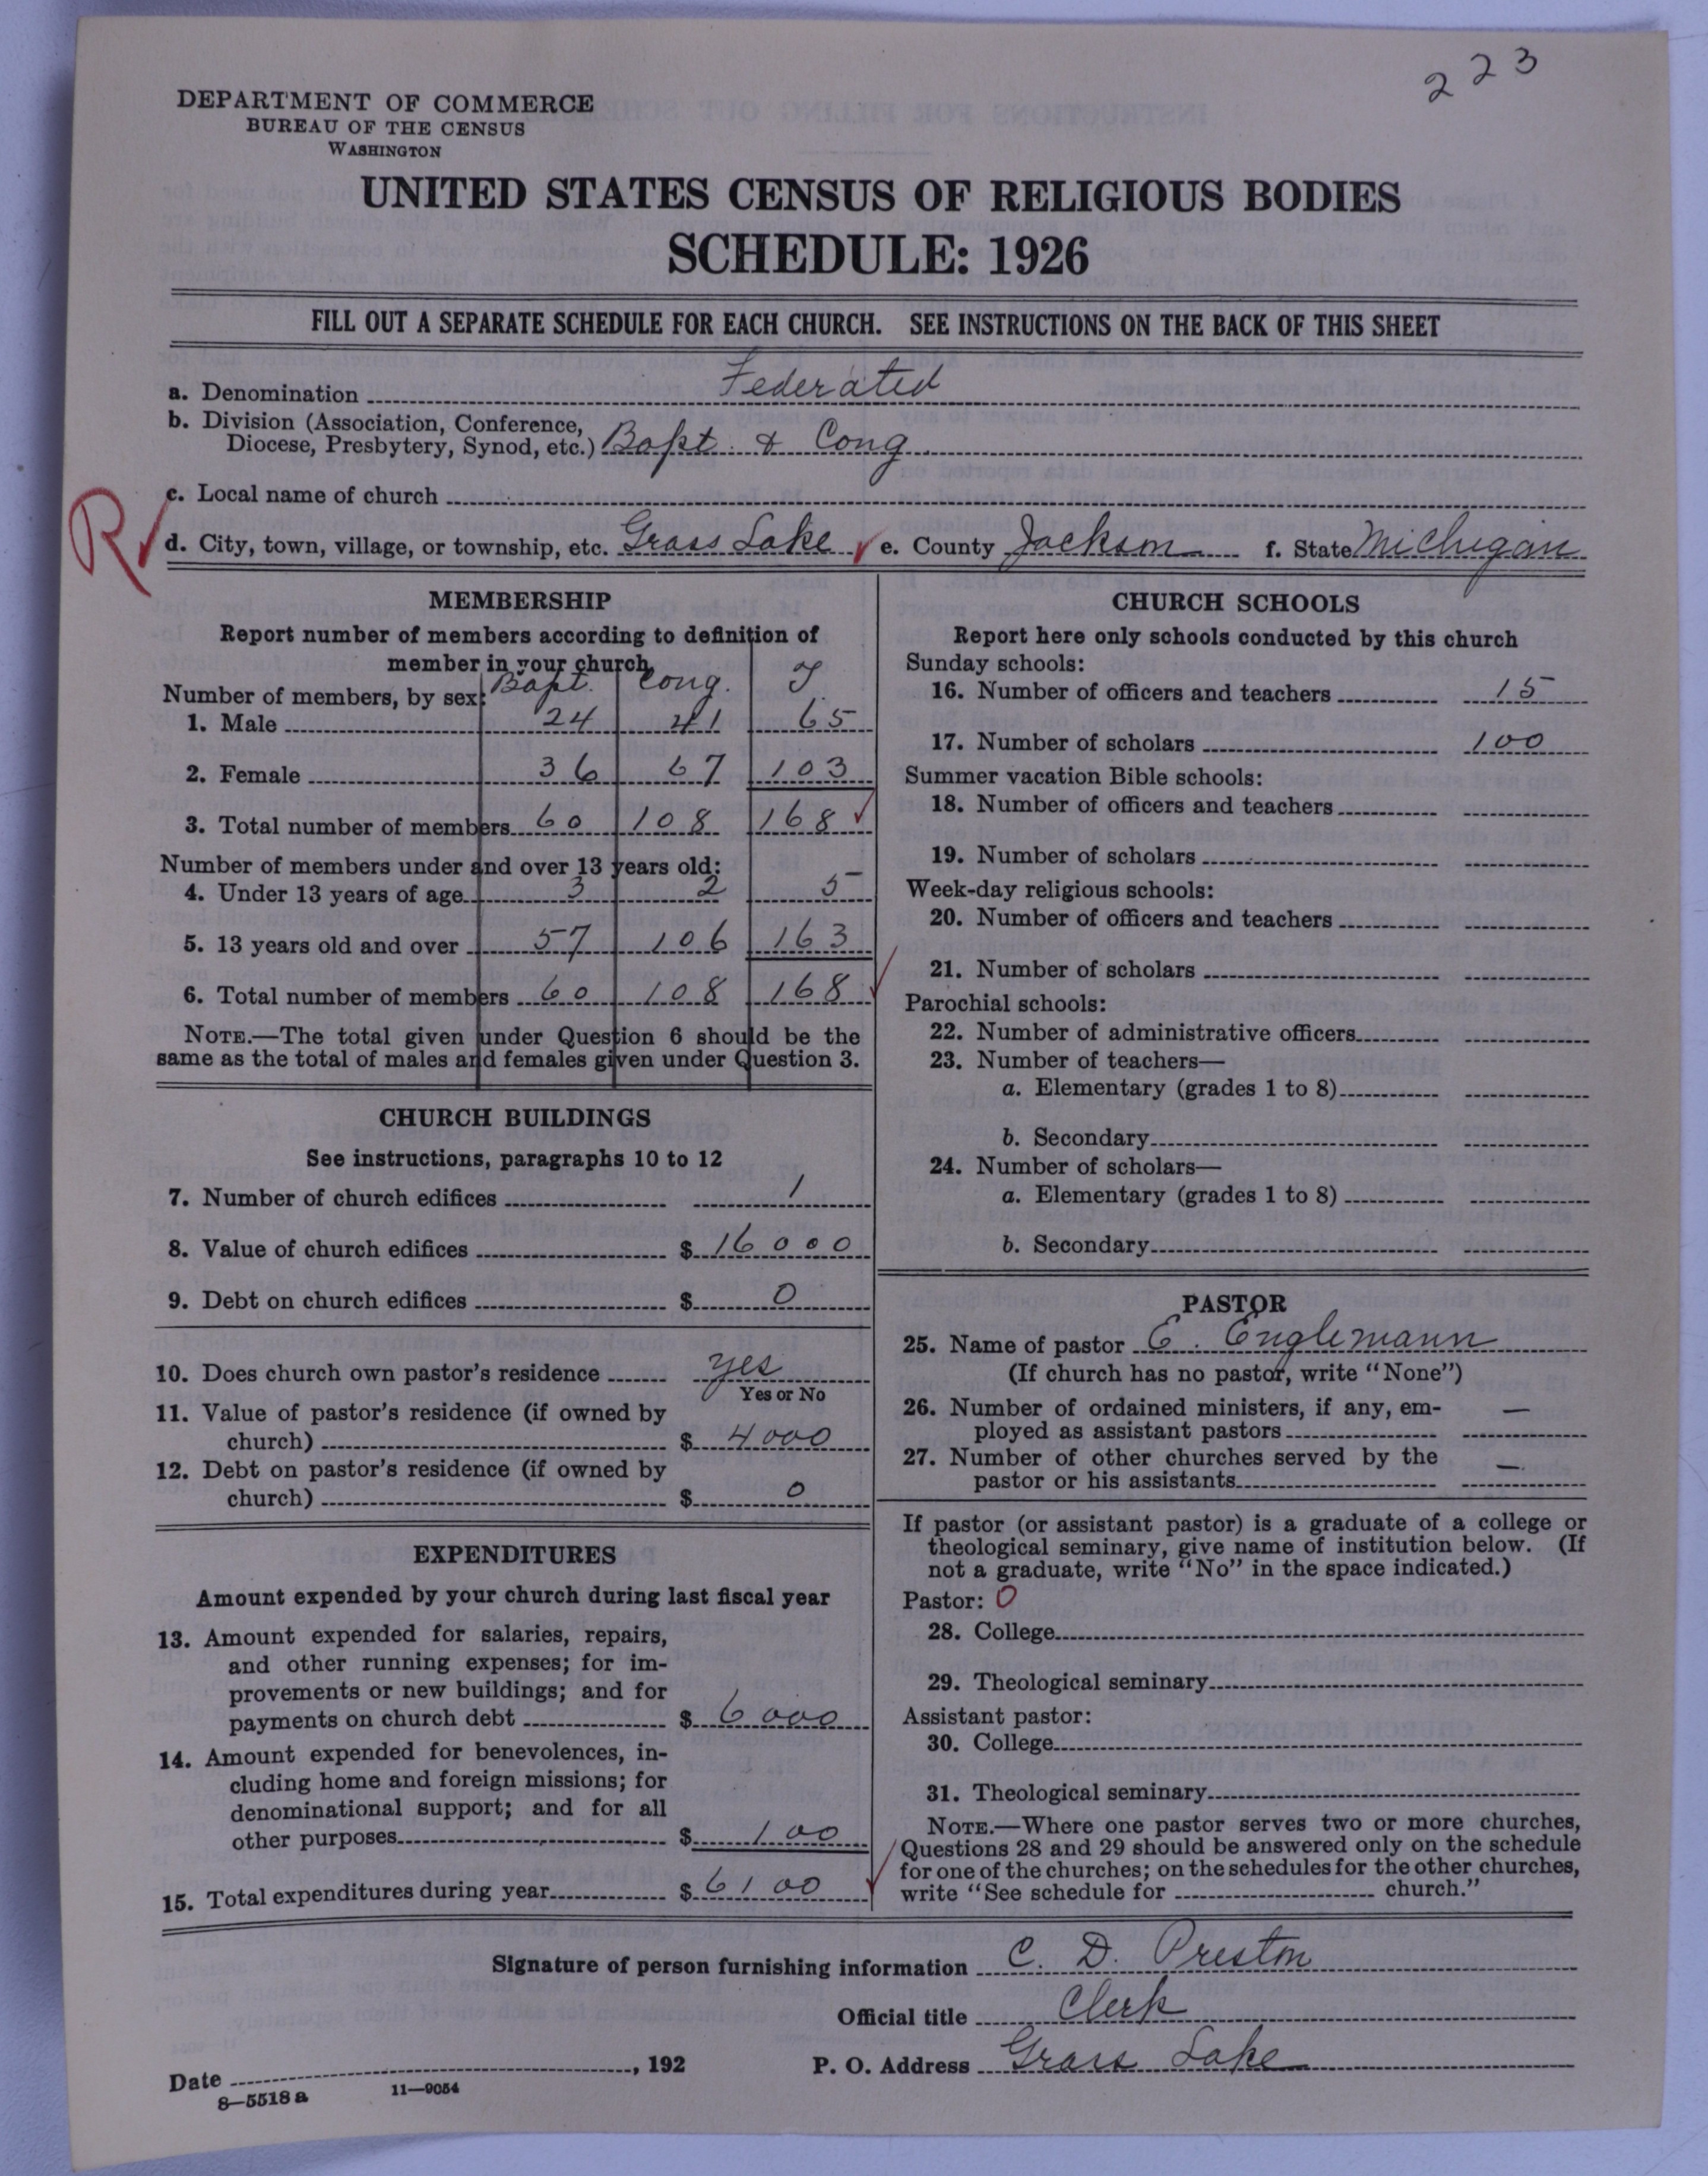 223
DEPARTMENT OF COMMERCE
BUREAU OF THE CENSUS
WASHINGTON
UNITED STATES CENSUS OF RELIGIOUS BODIES
SCHEDULE: 1926
FILL OUT A SEPARATE SCHEDULE FOR EACH CHURCH. SEE INSTRUCTIONS ON THE BACK OF THIS SHEET
a. Denomination Federated
b. Division (Association, Conference,
Diocese, Presbytery, Synod, etc.) Bapt. & Cong.
c. Local name of church
R d. City, town, village, or township, etc. Grass Lake e. County Jackson f. State Michigan
MEMBERSHIP
Report number of members according to definition of
member in your church
Number of members, by sex: Bapt. Cong. T
1. Male 24 41 65
2. Female 36 67 103
3. Total number of members 60 108 168
Number of members under and over 13 years old:
4. Under 13 years of age 3 2 5
5. 13 years old and over 57 106 163
6. Total number of members 60 108 168
NOTE.—The total given under Question 6 should be the
same as the total of males and females given under Question 3.
CHURCH BUILDINGS
See instructions, paragraphs 10 to 12
7. Number of church edifices 1
8. Value of church edifices $ 16000
9. Debt on church edifices $ 0
10. Does church own pastor's residence yes
Yes or No
11. Value of pastor's residence (if owned by
church) $ 4000
12. Debt on pastor's residence (if owned by
church) $ 0
EXPENDITURES
Amount expended by your church during last fiscal year
13. Amount expended for salaries, repairs,
and other running expenses; for im-
provements or new buildings; and for
payments on church debt $ 6000
14. Amount expended for benevolences, in-
cluding home and foreign missions; for
denominational support; and for all
other purposes $ 100
15. Total expenditures during year $ 6100
CHURCH SCHOOLS
Report here only schools conducted by this church
Sunday schools:
16. Number of officers and teachers 15
17. Number of scholars 100
Summer vacation Bible schools:
18. Number of officers and teachers
19. Number of scholars
Week-day religious schools:
20. Number of officers and teachers
21. Number of scholars
Parochial schools:
22. Number of administrative officers
23. Number of teachers—
a. Elementary (grades 1 to 8)
b. Secondary
24. Number of scholars—
a. Elementary (grades 1 to 8)
b. Secondary
PASTOR
25. Name of pastor E. Englemann
(If church has no pastor, write "None")
26. Number of ordained ministers, if any, em-
ployed as assistant pastors —
27. Number of other churches served by the
pastor or his assistants —
If pastor (or assistant pastor) is a graduate of a college or
theological seminary, give name of institution below. (If
not a graduate, write "No" in the space indicated.)
Pastor: 0
28. College
29. Theological seminary
Assistant pastor:
30. College
31. Theological seminary
NOTE.—Where one pastor serves two or more churches,
Questions 28 and 29 should be answered only on the schedule
for one of the churches; on the schedules for the other churches,
write "See schedule for church."
Signature of person furnishing information C. D. Preston
Official title Clerk
Date , 192 P. O. Address Grass Lake
8—5518a 11—9054